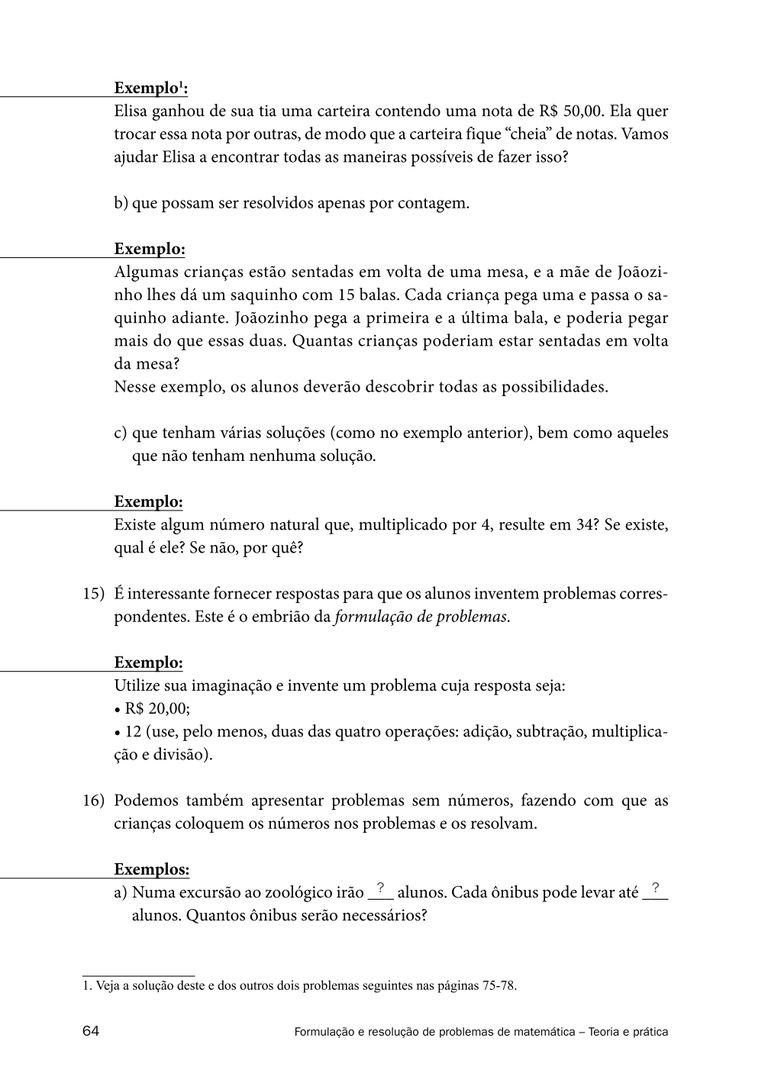 Exemplo¹:
Elisa ganhou de sua tia uma carteira contendo uma nota de R$ 50,00. Ela quer
trocar essa nota por outras, de modo que a carteira fique “cheia” de notas. Vamos
ajudar Elisa a encontrar todas as maneiras possíveis de fazer isso?
b) que possam ser resolvidos apenas por contagem.
Exemplo:
Algumas crianças estão sentadas em volta de uma mesa, e a mãe de Joãozi-
nho lhes dá um saquinho com 15 balas. Cada criança pega uma e passa o sa-
quinho adiante. Joãozinho pega a primeira e a última bala, e poderia pegar
mais do que essas duas. Quantas crianças poderiam estar sentadas em volta
da mesa?
Nesse exemplo, os alunos deverão descobrir todas as possibilidades.
c) que tenham várias soluções (como no exemplo anterior), bem como aqueles
que não tenham nenhuma solução.
Exemplo:
Existe algum número natural que, multiplicado por 4, resulte em 34? Se existe,
qual é ele? Se não, por quê?
15) É interessante fornecer respostas para que os alunos inventem problemas corres-
pondentes. Este é o embrião da formulação de problemas.
Exemplo:
Utilize sua imaginação e invente um problema cuja resposta seja:
• R$ 20,00;
• 12 (use, pelo menos, duas das quatro operações: adição, subtração, multiplica-
ção e divisão).
16) Podemos também apresentar problemas sem números, fazendo com que as
crianças coloquem os números nos problemas e os resolvam.
Exemplos:
a) Numa excursão ao zoológico irão _?_ alunos. Cada ônibus pode levar até _?_
alunos. Quantos ônibus serão necessários?
1. Veja a solução deste e dos outros dois problemas seguintes nas páginas 75-78.
64 Formulação e resolução de problemas de matemática – Teoria e prática